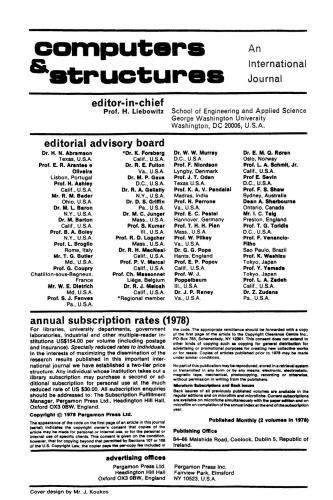 computers
& structures
An
International
Journal
editor-in-chief
Prof. H. Liebowitz
School of Engineering and Applied Science
George Washington University
Washington, DC 20006, U.S.A.
editorial advisory board
Dr. H. N. Abramson
Texas, U.S.A.
Prof. E. R. Arantes e
Oliveira
Lisbon, Portugal
Prof. H. Ashley
Calif., U.S.A.
Mr. R. M. Bader
Ohio, U.S.A.
Dr. M. L. Baron
N.Y., U.S.A.
Dr. M. Barton
Calif., U.S.A.
Prof. B. A. Boley
N.Y., U.S.A.
Prof. L. Broglio
Rome, Italy
Mr. T. G. Butler
Md., U.S.A.
Prof. G. Coupry
Chatillon-sous-Bagneux,
France
Mr. W. E. Dietrich
Md., U.S.A.
Prof. S. J. Fenves
Pa., U.S.A.
*Dr. K. Forsberg
Calif., U.S.A.
Dr. R. E. Fulton
Va., U.S.A.
Dr. M. P. Gaus
D.C., U.S.A.
Dr. R. A. Gellatly
N.Y., U.S.A.
Dr. D. S. Griffin
Pa., U.S.A.
Dr. M. C. Junger
Mass., U.S.A.
Prof. S. Kumar
Ill., U.S.A.
Prof. R. D. Logcher
Mass., U.S.A.
Dr. R. H. MacNeal
Calif., U.S.A.
Prof. P. V. Marcal
Calif., U.S.A.
Prof. Ch. Massonnet
Liège, Belgium
Dr. R. J. Melosh
Calif., U.S.A.
*Regional member
Dr. W. W. Murray
D.C., U.S.A.
Prof. F. Niordson
Lyngby, Denmark
Prof. J. T. Oden
Texas, U.S.A.
Prof. K. A. V. Pandalai
Madras, India
Prof. N. Perrone
Va., U.S.A.
Prof. E. C. Pestel
Hannover, Germany
Prof. T. H. H. Pian
Mass., U.S.A.
Prof. W. Pilkey
Va., U.S.A.
Dr. G. G. Pope
Hants, England
Prof. E. P. Popov
Calif., U.S.A.
Prof. W. J.
Poppelbaum
Ill., U.S.A.
Dr. J. P. Raney
Va., U.S.A.
Dr. E. M. Q. Røren
Oslo, Norway
Prof. L. A. Schmit, Jr.
Calif., U.S.A.
Prof E. Sevin
D.C., U.S.A.
Prof. F. S. Shaw
Sydney, Australia
Dean A. Sherbourne
Ontario, Canada
Mr. I. C. Taig
Preston, England
Prof. T. G. Toridis
D.C., U.S.A.
Prof. F. Venancio-
Filho
Sao Paulo, Brazil
Prof. K. Washizu
Tokyo, Japan
Prof. Y. Yamada
Tokyo, Japan
Prof. L. A. Zadeh
Calif., U.S.A.
Dr. Z. Zudans
Pa., U.S.A.
annual subscription rates (1978)
For libraries, university departments, government
laboratories, industrial and other multiple-reader in-
stitutions US$154.00 per volume (including postage
and insurance). Specially reduced rates to individuals.
In the interests of maximizing the dissemination of the
research results published in this important inter-
national journal we have established a two-tier price
structure. Any individual whose institution takes out a
library subscription may purchase a second or ad-
ditional subscription for personal use at the much
reduced rate of US $30.00. All subscription enquiries
should be addressed to: The Subscription Fulfillment
Manager, Pergamon Press Ltd., Headington Hill Hall,
Oxford OX3 0BW, England.
Copyright © 1978 Pergamon Press Ltd.
The appearance of the code on the first page of an article in this journal
(serial) indicates the copyright owner's consent that copies of the
article may be made for personal or internal use, or for the personal or
internal use of specific clients. This consent is given on the condition,
however, that for copying beyond that permitted by Sections 107 or 108
of the U.S. Copyright Law, the copier pays the per-copy fee included in
the code. The appropriate remittance should be forwarded with a copy
of the first page of the article to the Copyright Clearance Centre Inc.,
PO Box 765, Schenectady, NY 12301. This consent does not extend to
other kinds of copying such as copying for general distribution for
advertising or promotional purposes for creating new collective works
or for resale. Copies of articles published prior to 1978 may be made
under similar conditions.
No part of this publication may be reproduced, stored in a retrieval system
or transmitted in any form or by any means, electronic, electrostatic,
magnetic tape, mechanical, photocopying, recording or otherwise,
without permission in writing from the publishers.
Microform Subscriptions and Back Issues
Back issues of all previously published volumes are available in the
regular editions and on microfilm and microfiche. Current subscriptions
are available on microfiche simultaneously with the paper edition and on
microfilm on completion of the annual index at the end of the subscription
year.
Published Monthly (2 volumes in 1978)
Publishing Office
84–86 Malahide Road, Coolock, Dublin 5, Republic of
Ireland.
advertising offices
Pergamon Press Ltd.
Headington Hill Hall
Oxford OX3 0BW, England
Pergamon Press Inc.
Fairview Park, Elmsford
NY 10523, U.S.A.
Cover design by Mr. J. Koukos